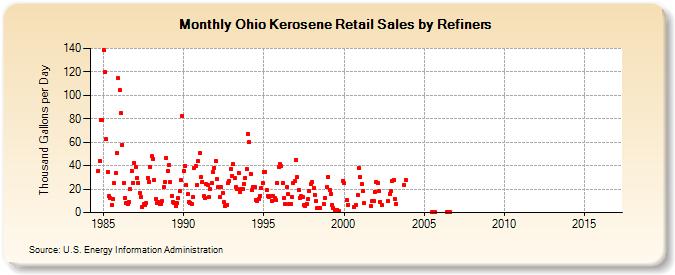 Monthly Ohio Kerosene Retail Sales by Refiners
Thousand Gallons per Day
140
120
100
80
60
40
20
0
1985 1990 1995 2000 2005 2010 2015
Source: U.S. Energy Information Administration